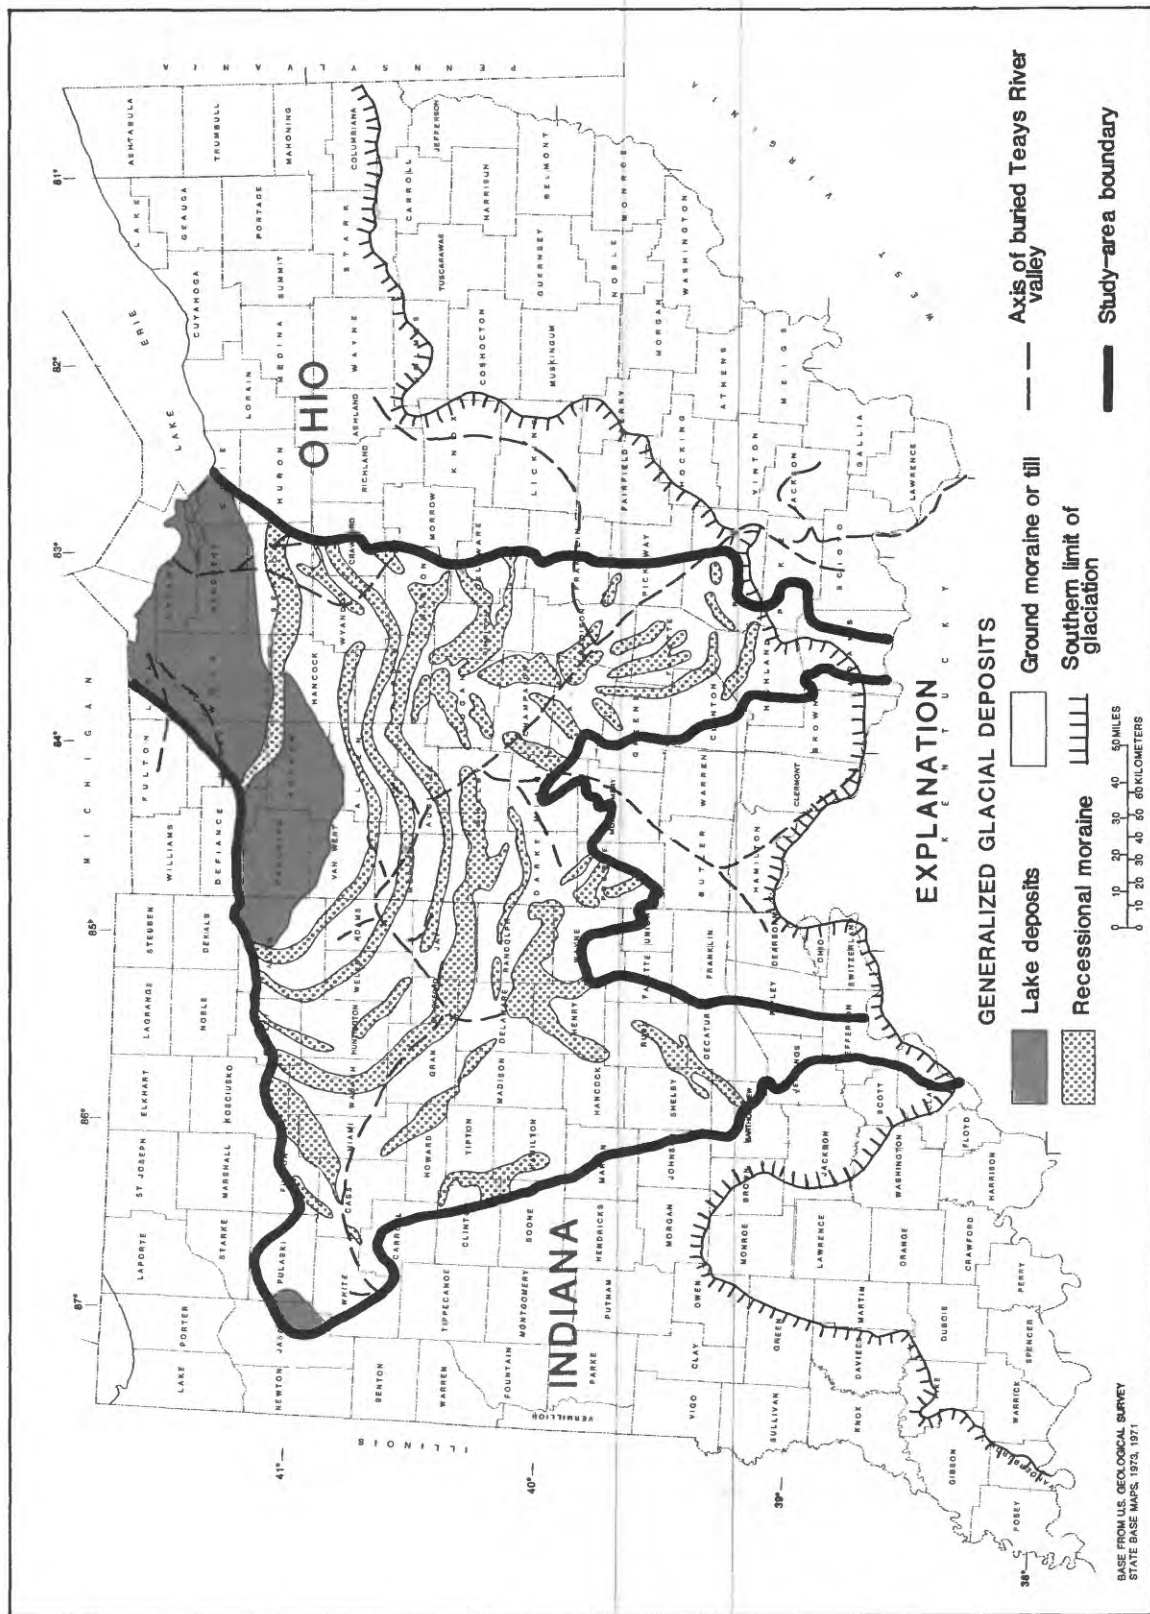 MICHIGAN
LAKE ERIE
PENNSYLVANIA
WEST VIRGINIA
KENTUCKY
ILLINOIS
OHIO
INDIANA
87°
86°
85°
84°
83°
82°
81°
41°
40°
39°
38°
LAKE
PORTER
LAPORTE
ST JOSEPH
ELKHART
LAGRANGE
STEUBEN
NEWTON
STARKE
MARSHALL
KOSCIUSKO
NOBLE
DEKALB
PULASKI
BENTON
WHITE
CASS
MIAMI
WABASH
HUNTINGTON
ADAMS
WARREN
TIPPECANOE
CARROLL
HOWARD
GRANT
JAY
FOUNTAIN
MONTGOMERY
CLINTON
TIPTON
MADISON
DELAWARE
RANDOLPH
VERMILLION
PARKE
PUTNAM
BOONE
HENDRICKS
HAMILTON
HANCOCK
HENRY
WAYNE
VIGO
CLAY
OWEN
MORGAN
SHELBY
RUSH
FAYETTE
UNION
SULLIVAN
MONROE
BROWN
BARTHOLOMEW
DECATUR
FRANKLIN
KNOX
DAVIESS
MARTIN
LAWRENCE
JACKSON
RIPLEY
DEARBORN
OHIO
SWITZERLAND
JEFFERSON
SCOTT
WASHINGTON
ORANGE
GIBSON
DUBOIS
CRAWFORD
HARRISON
FLOYD
POSEY
WARRICK
SPENCER
PERRY
WILLIAMS
FULTON
DEFIANCE
PAULDING
VAN WERT
HANCOCK
HURON
LORAIN
CUYAHOGA
LAKE
GEAUGA
ASHTABULA
TRUMBULL
MEDINA
SUMMIT
PORTAGE
MAHONING
CRAWFORD
RICHLAND
ASHLAND
WAYNE
STARK
COLUMBIANA
MORROW
KNOX
COSHOCTON
TUSCARAWAS
CARROLL
HARRISON
JEFFERSON
DARKE
LICKING
MUSKINGUM
GUERNSEY
BELMONT
FAIRFIELD
PERRY
MORGAN
NOBLE
MONROE
PICKWAY
HOCKING
ATHENS
WASHINGTON
BUTLER
WARREN
CLINTON
HIGHLAND
VINTON
MEIGS
HAMILTON
CLERMONT
BROWN
SCIOTO
JACKSON
GALLIA
LAWRENCE
EXPLANATION
GENERALIZED GLACIAL DEPOSITS
Lake deposits
Recessional moraine
Ground moraine or till
Southern limit of
glaciation
Axis of buried Teays River
valley
Study-area boundary
0 10 20 30 40 50 MILES
0 10 20 30 40 50 60 KILOMETERS
BASE FROM U.S. GEOLOGICAL SURVEY
STATE BASE MAPS, 1973, 1971